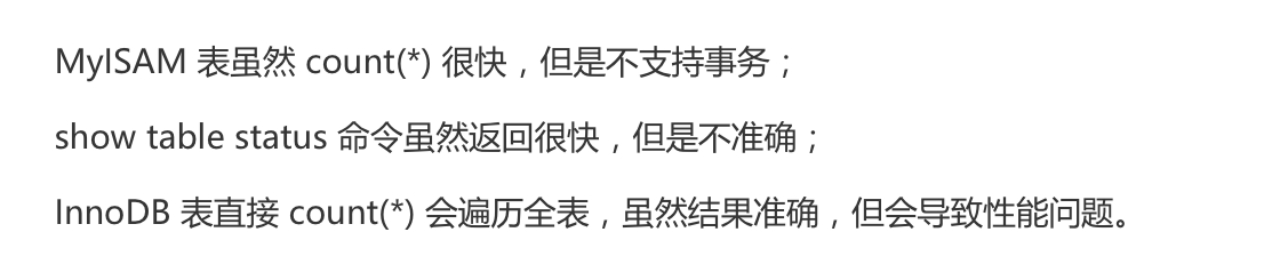 MyISAM 表虽然 count(*) 很快，但是不支持事务；
show table status 命令虽然返回很快，但是不准确；
InnoDB 表直接 count(*) 会遍历全表，虽然结果准确，但会导致性能问题。